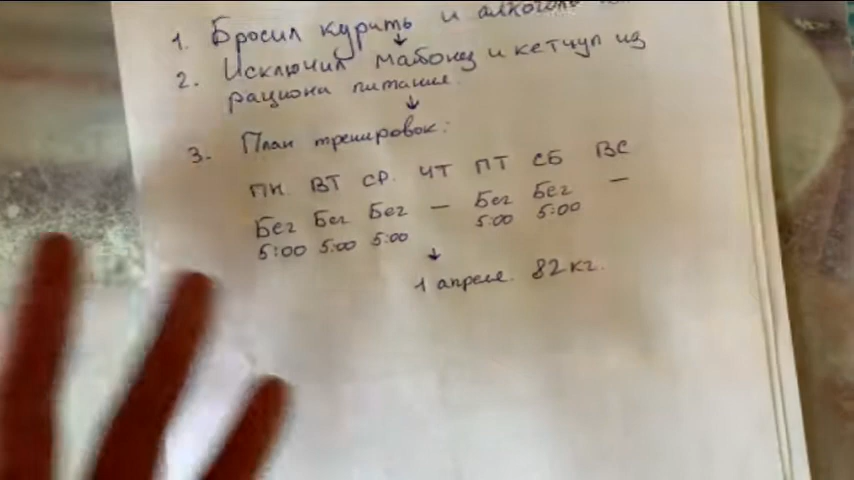 1. Бросил курить и алкоголь
↓
2. Исключил майонез и кетчуп из
рациона питание.
↓
3. План тренировок:
ПН. ВТ СР. ЧТ ПТ СБ ВС
Бег Бег Бег — Бег Бег —
5:00 5:00 5:00 5:00 5:00
↓
1 апреля. 82 кг.